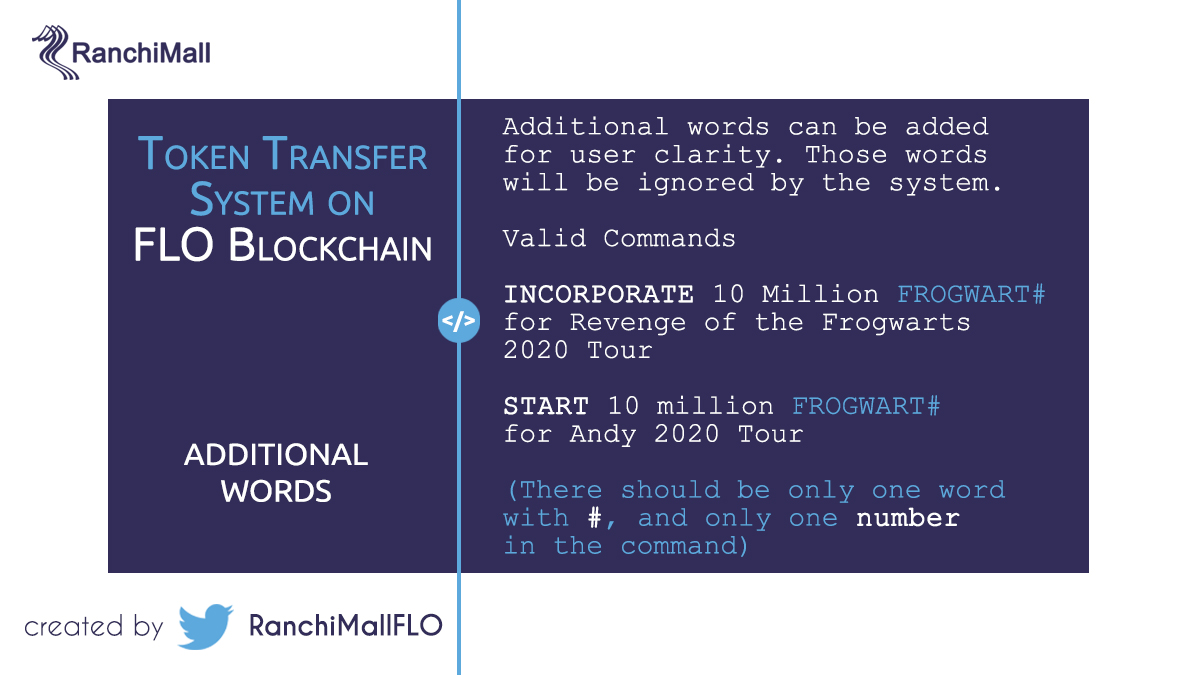 RanchiMall
Token Transfer
System on
FLO Blockchain
ADDITIONAL
WORDS
</>
Additional words can be added
for user clarity. Those words
will be ignored by the system.
Valid Commands
INCORPORATE 10 Million FROGWART#
for Revenge of the Frogwarts
2020 Tour
START 10 million FROGWART#
for Andy 2020 Tour
(There should be only one word
with #, and only one number
in the command)
created by RanchiMallFLO